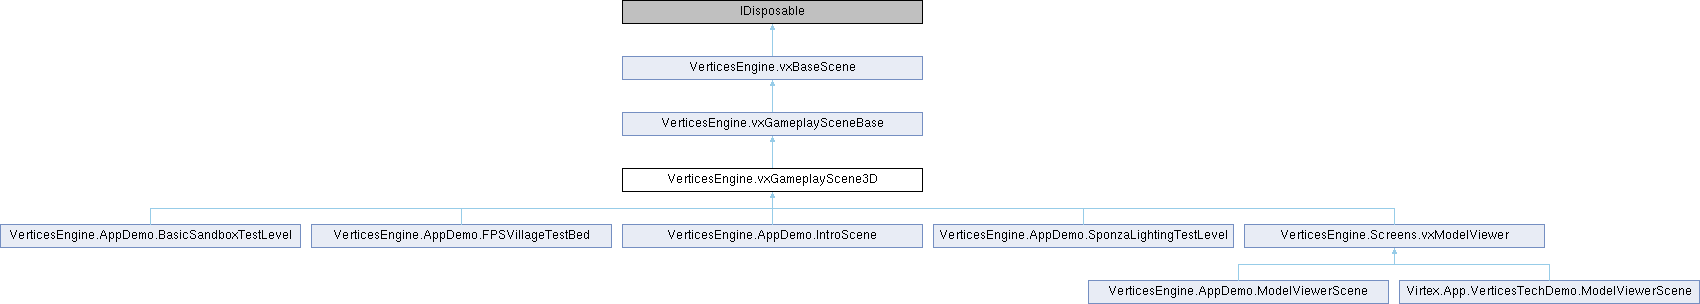 IDisposable
VerticesEngine.vxBaseScene
VerticesEngine.vxGameplaySceneBase
VerticesEngine.vxGameplayScene3D
VerticesEngine.AppDemo.BasicSandboxTestLevel
VerticesEngine.AppDemo.FPSVillageTestBed
VerticesEngine.AppDemo.IntroScene
VerticesEngine.AppDemo.SponzaLightingTestLevel
VerticesEngine.Screens.vxModelViewer
VerticesEngine.AppDemo.ModelViewerScene
Virtex.App.VerticesTechDemo.ModelViewerScene